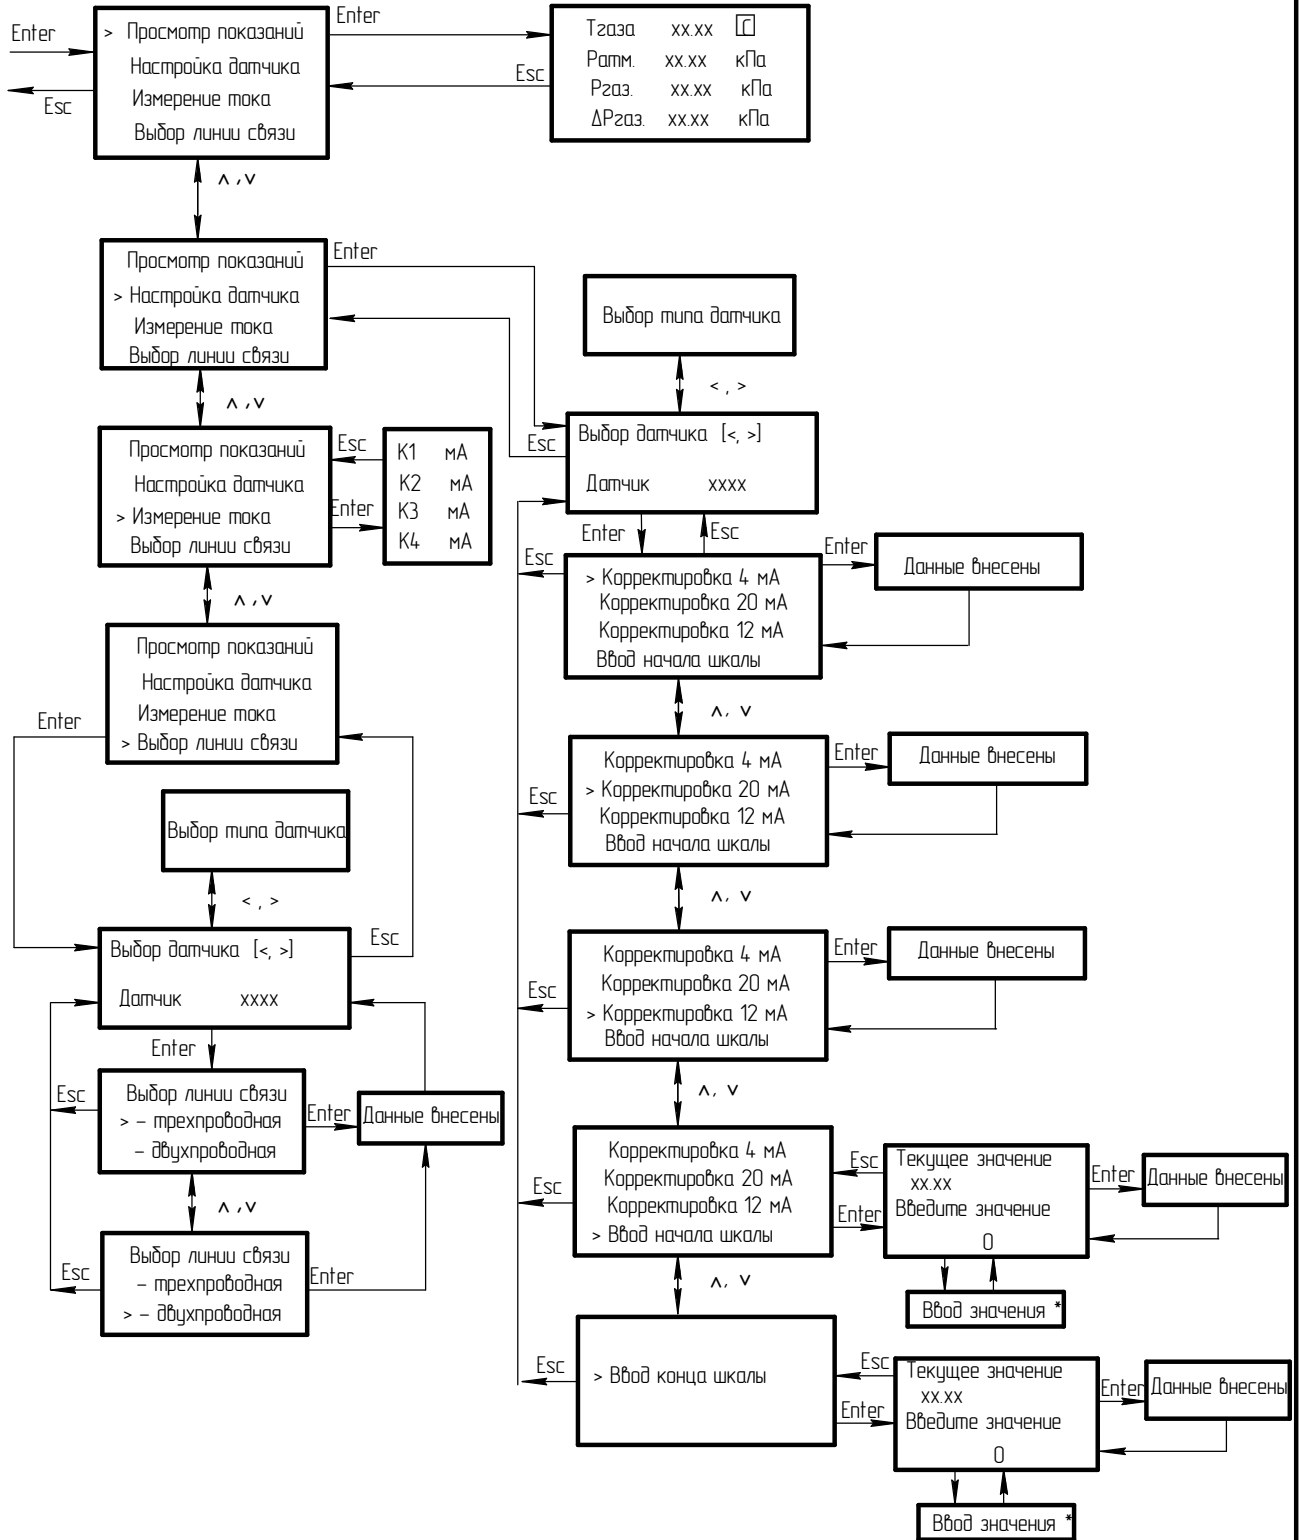 Enter
Esc
> Просмотр показаний
Настройка датчика
Измерение тока
Выбор линии связи
Enter
Esc
Тгаза xx.xx
Ратм. xx.xx кПа
Ргаз. xx.xx кПа
ΔРгаз. xx.xx кПа
∧,∨
Просмотр показаний
> Настройка датчика
Измерение тока
Выбор линии связи
Enter
Выбор типа датчика
<,>
∧,∨
Выбор датчика [<,>]
Датчик xxxx
Esc
Просмотр показаний
Настройка датчика
> Измерение тока
Выбор линии связи
Esc
Enter
К1 мА
К2 мА
К3 мА
К4 мА
Enter
Esc
Esc
> Корректировка 4 мА
Корректировка 20 мА
Корректировка 12 мА
Ввод начала шкалы
Enter
Данные внесены
∧,∨
Просмотр показаний
Настройка датчика
Измерение тока
> Выбор линии связи
Enter
∧,∨
Esc
Корректировка 4 мА
> Корректировка 20 мА
Корректировка 12 мА
Ввод начала шкалы
Enter
Данные внесены
Выбор типа датчика
<,>
∧,∨
Выбор датчика [<,>]
Датчик xxxx
Esc
Esc
Корректировка 4 мА
Корректировка 20 мА
> Корректировка 12 мА
Ввод начала шкалы
Enter
Данные внесены
Enter
∧,∨
Esc
Выбор линии связи
> – трехпроводная
– двухпроводная
Enter
Данные внесены
∧,∨
Esc
Выбор линии связи
– трехпроводная
> – двухпроводная
Enter
Esc
Корректировка 4 мА
Корректировка 20 мА
Корректировка 12 мА
> Ввод начала шкалы
Esc
Enter
Текущее значение
xx.xx
Введите значение
0
Enter
Данные внесены
Ввод значения *
∧,∨
Esc
> Ввод конца шкалы
Esc
Enter
Текущее значение
xx.xx
Введите значение
0
Enter
Данные внесены
Ввод значения *